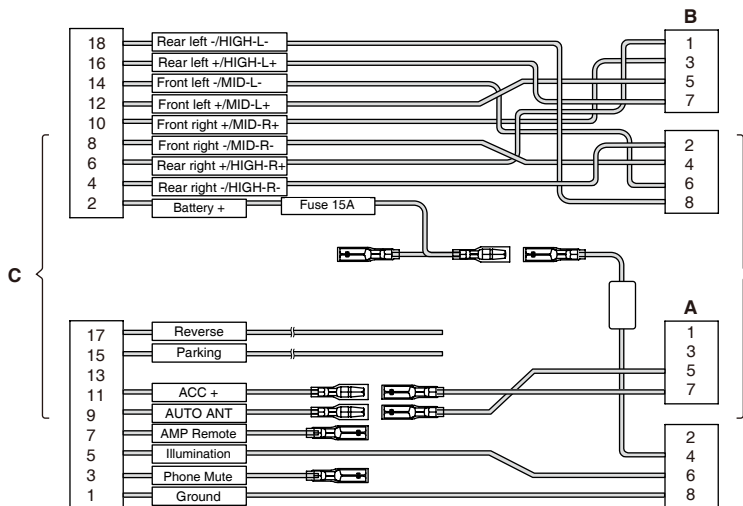 B
18 Rear left -/HIGH-L- 1
16 Rear left +/HIGH-L+ 3
14 Front left -/MID-L- 5
12 Front left +/MID-L+ 7
10 Front right +/MID-R+
8 Front right -/MID-R- 2
6 Rear right +/HIGH-R+ 4
4 Rear right -/HIGH-R- 6
2 Battery + Fuse 15A 8
C
A
17 Reverse 1
15 Parking 3
13 5
11 ACC + 7
9 AUTO ANT
7 AMP Remote 2
5 Illumination 4
3 Phone Mute 6
1 Ground 8